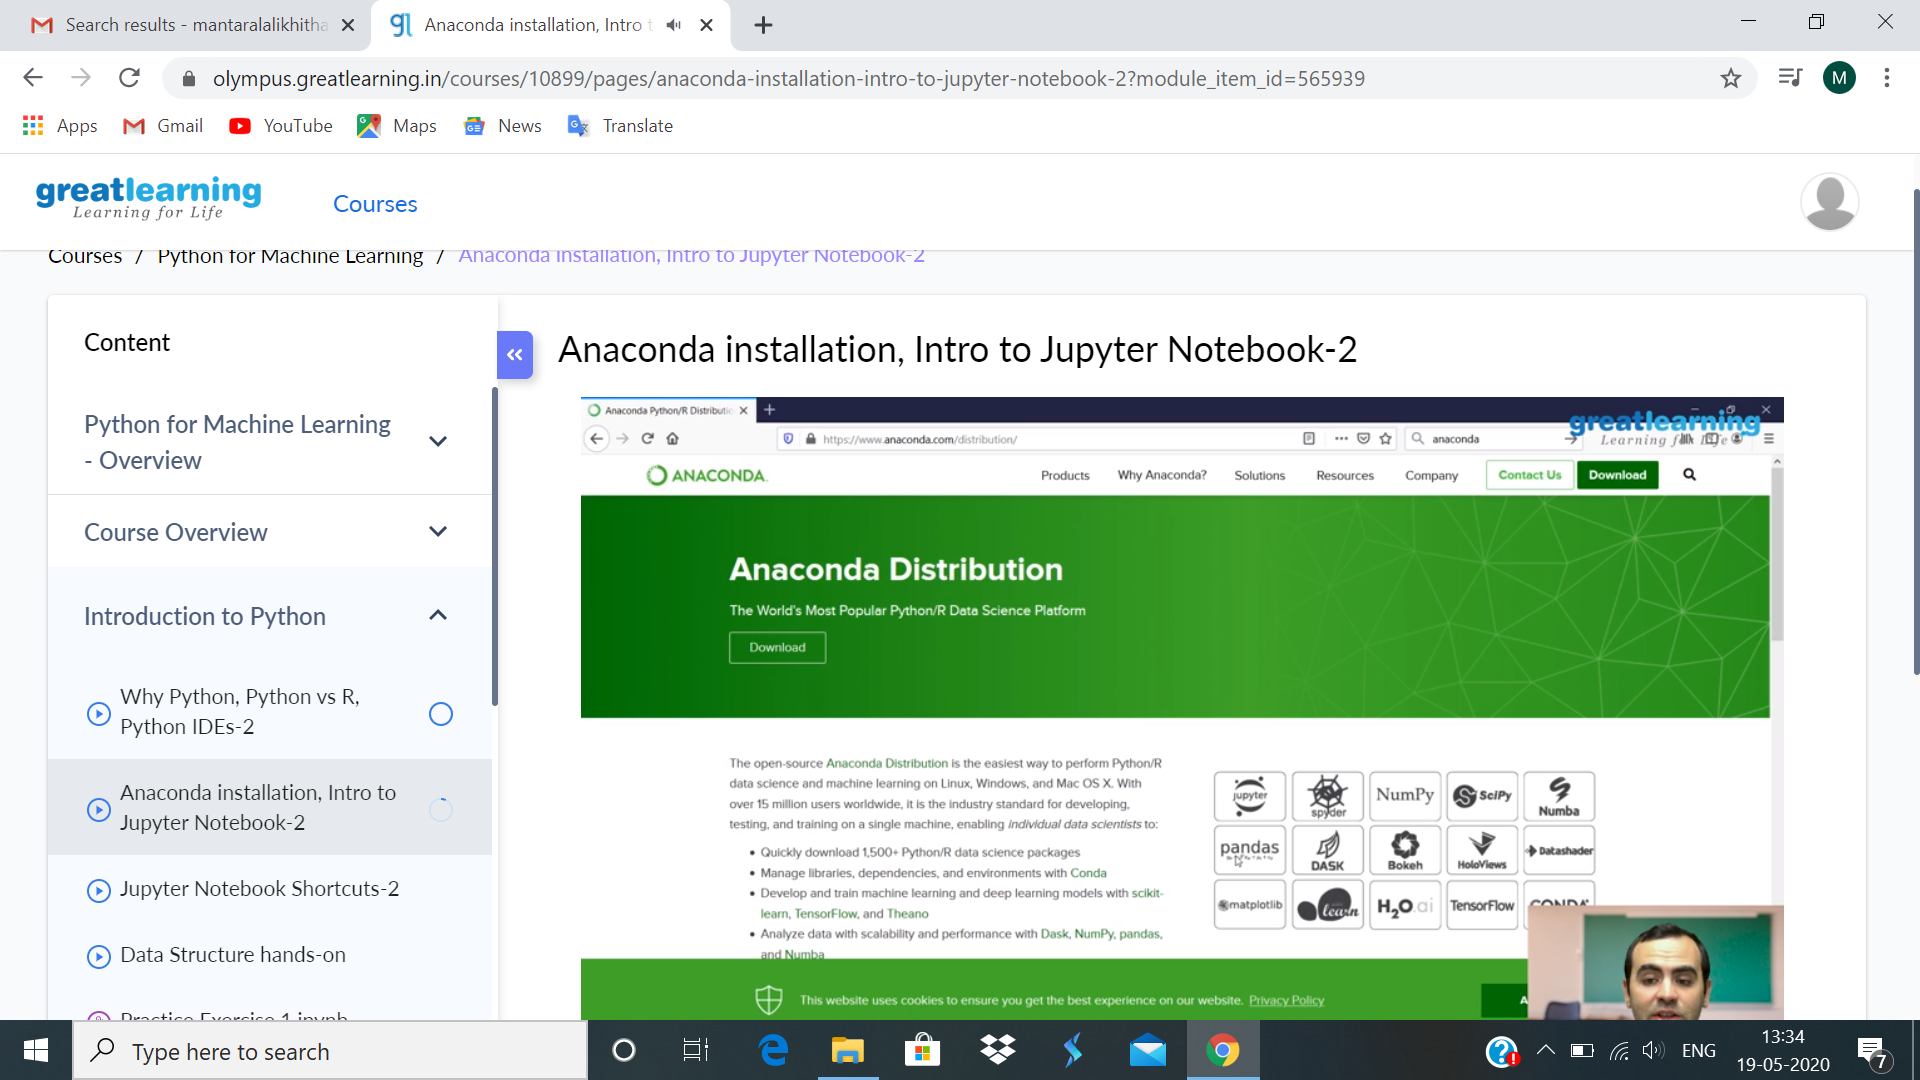 Search results - mantaralalikhitha
Anaconda installation, Intro t
olympus.greatlearning.in/courses/10899/pages/anaconda-installation-intro-to-jupyter-notebook-2?module_item_id=565939
M
Apps
Gmail
YouTube
Maps
News
Translate
greatlearning
Learning for Life
Courses
Courses / Python for Machine Learning / Anaconda installation, Intro to Jupyter Notebook-2
Content
Python for Machine Learning
- Overview
Course Overview
Introduction to Python
Why Python, Python vs R,
Python IDEs-2
Anaconda installation, Intro to
Jupyter Notebook-2
Jupyter Notebook Shortcuts-2
Data Structure hands-on
Practice Exercise 1.ipynb
Anaconda installation, Intro to Jupyter Notebook-2
Anaconda Python/R Distributio
https://www.anaconda.com/distribution/
anaconda
greatlearning
Learning for Life
ANACONDA.
Products
Why Anaconda?
Solutions
Resources
Company
Contact Us
Download
Anaconda Distribution
The World's Most Popular Python/R Data Science Platform
Download
The open-source Anaconda Distribution is the easiest way to perform Python/R
data science and machine learning on Linux, Windows, and Mac OS X. With
over 15 million users worldwide, it is the industry standard for developing,
testing, and training on a single machine, enabling individual data scientists to:
• Quickly download 1,500+ Python/R data science packages
• Manage libraries, dependencies, and environments with Conda
• Develop and train machine learning and deep learning models with scikit-
learn, TensorFlow, and Theano
• Analyze data with scalability and performance with Dask, NumPy, pandas,
and Numba
jupyter
spyder
NumPy
SciPy
Numba
pandas
DASK
Bokeh
HoloViews
Datashader
matplotlib
learn
H2O.ai
TensorFlow
CONDA
This website uses cookies to ensure you get the best experience on our website. Privacy Policy
A
Type here to search
ENG
13:34
19-05-2020
7